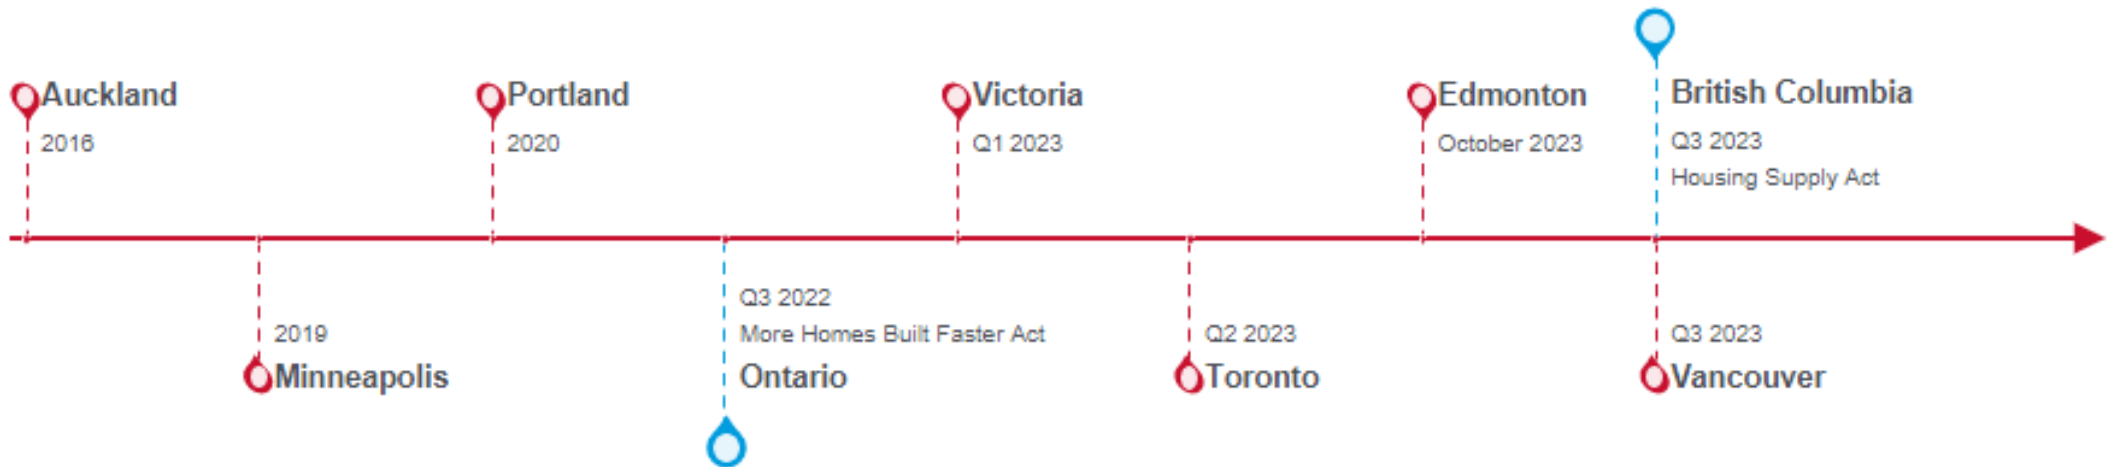 Auckland
2016
2019
Minneapolis
Portland
2020
Q3 2022
More Homes Built Faster Act
Ontario
Victoria
Q1 2023
Q2 2023
Toronto
Edmonton
October 2023
British Columbia
Q3 2023
Housing Supply Act
Q3 2023
Vancouver